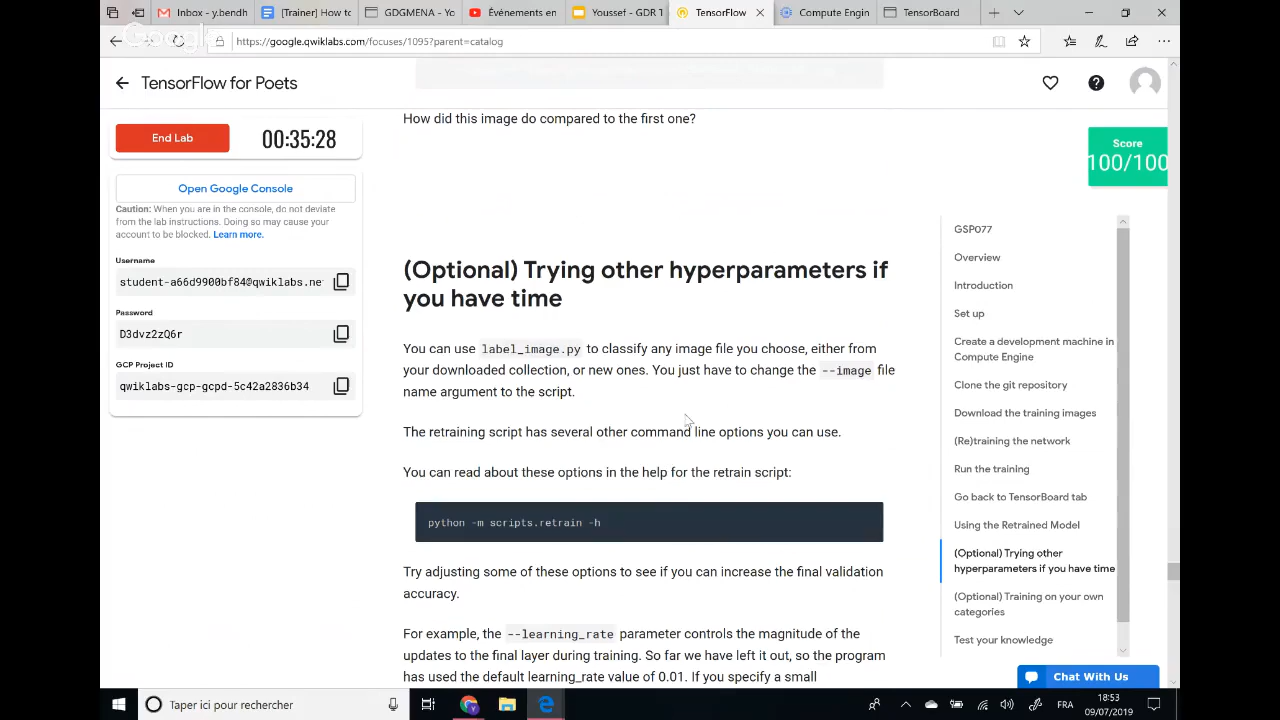 Inbox - y.bendh
[Trainer] How to
GDGMENA - Yo
Événements en
Youssef - GDR T
TensorFlow
Compute Engin
TensorBoard
https://google.qwiklabs.com/focuses/1095?parent=catalog
Google
TensorFlow for Poets
How did this image do compared to the first one?
End Lab
00:35:28
Score
100/100
Open Google Console
Caution: When you are in the console, do not deviate
from the lab instructions. Doing so may cause your
account to be blocked. Learn more.
Username
student-a66d9900bf84@qwiklabs.ne
Password
D3dvz2zQ6r
GCP Project ID
qwiklabs-gcp-gcpd-5c42a2836b34
(Optional) Trying other hyperparameters if
you have time
You can use label_image.py to classify any image file you choose, either from
your downloaded collection, or new ones. You just have to change the --image file
name argument to the script.
The retraining script has several other command line options you can use.
You can read about these options in the help for the retrain script:
python -m scripts.retrain -h
Try adjusting some of these options to see if you can increase the final validation
accuracy.
For example, the --learning_rate parameter controls the magnitude of the
updates to the final layer during training. So far we have left it out, so the program
has used the default learning_rate value of 0.01. If you specify a small
GSP077
Overview
Introduction
Set up
Create a development machine in
Compute Engine
Clone the git repository
Download the training images
(Re)training the network
Run the training
Go back to TensorBoard tab
Using the Retrained Model
(Optional) Trying other
hyperparameters if you have time
(Optional) Training on your own
categories
Test your knowledge
Chat With Us
Taper ici pour rechercher
FRA
18:53
09/07/2019